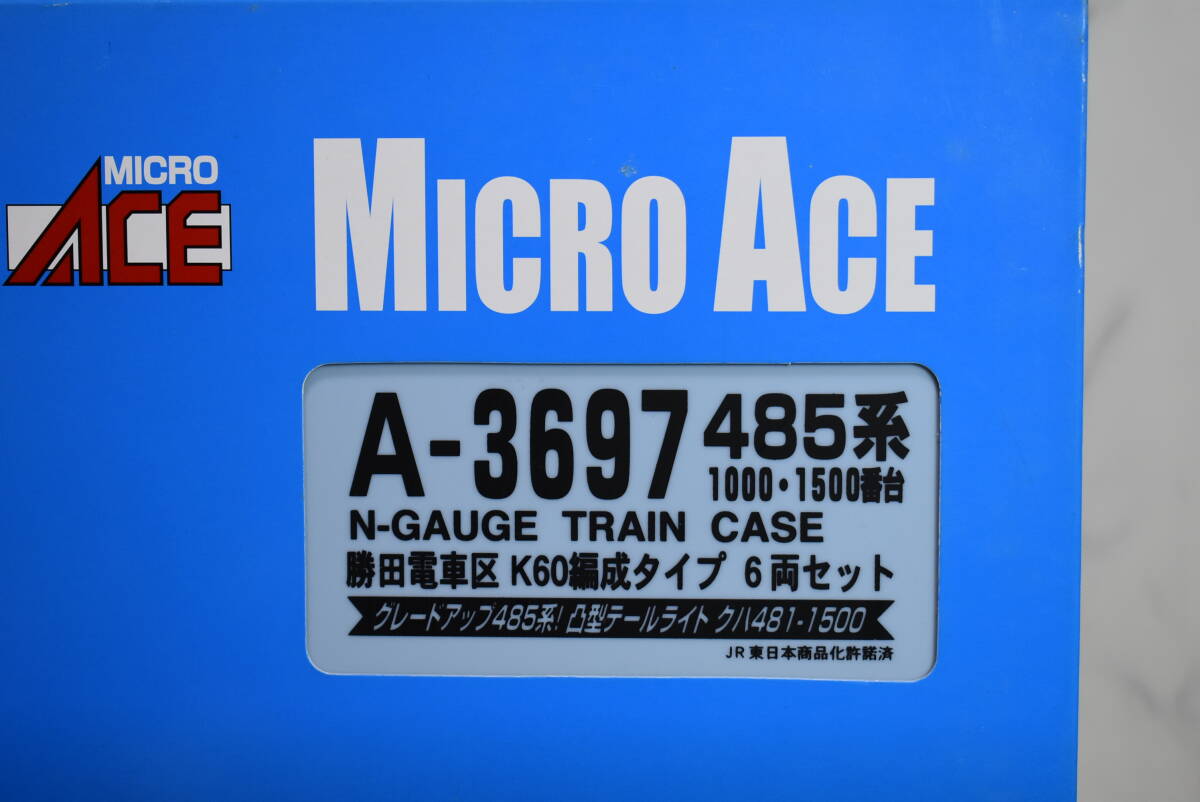 MICRO
ACE
MICRO ACE
A-3697 485系
1000・1500番台
N-GAUGE TRAIN CASE
勝田電車区 K60編成タイプ 6両セット
グレードアップ485系! 凸型テールライト クハ481-1500
JR東日本商品化許諾済